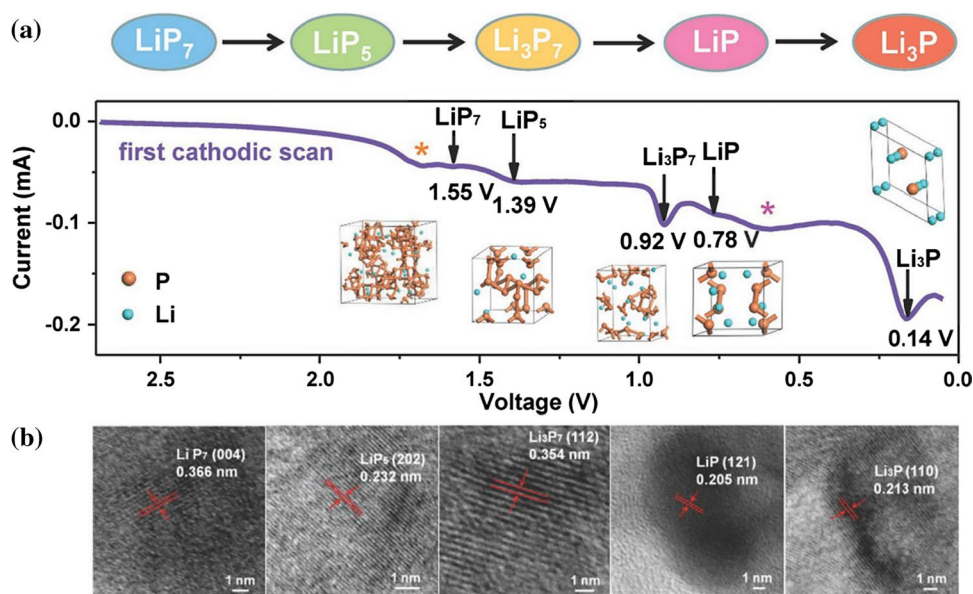 (a)
LiP₇ LiP₅ Li₃P₇ LiP Li₃P
first cathodic scan
*
LiP₇
1.55 V
LiP₅
1.39 V
Li₃P₇
0.92 V
LiP
0.78 V
*
Li₃P
0.14 V
P
Li
Current (mA)
0.0
-0.1
-0.2
2.5 2.0 1.5 1.0 0.5 0.0
Voltage (V)
(b)
Li P₇ (004)
0.366 nm
1 nm
LiP₅ (202)
0.232 nm
1 nm
Li₃P₇ (112)
0.354 nm
1 nm
LiP (121)
0.205 nm
1 nm
Li₃P (110)
0.213 nm
1 nm